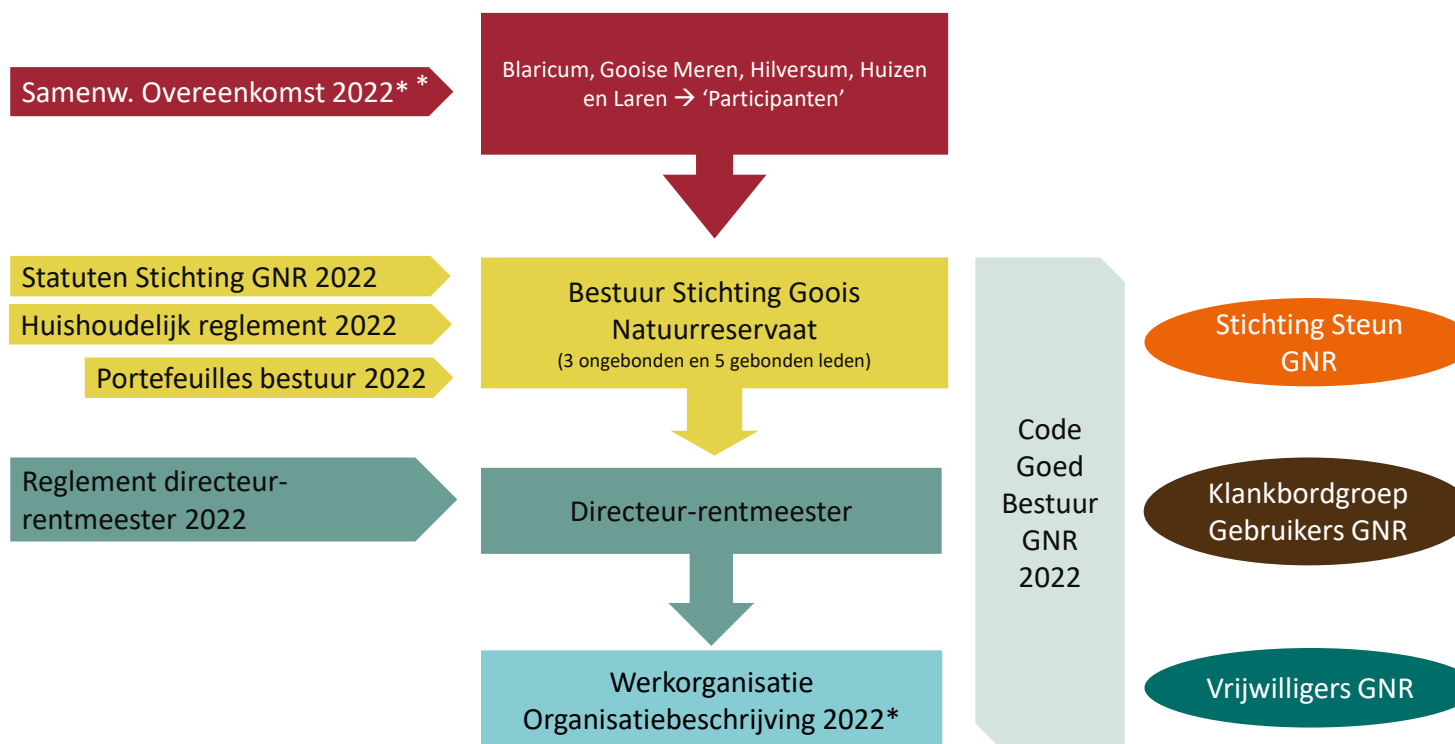 Samenw. Overeenkomst 2022* *
Blaricum, Gooise Meren, Hilversum, Huizen
en Laren → ‘Participanten’
Statuten Stichting GNR 2022
Huishoudelijk reglement 2022
Portefeuilles bestuur 2022
Bestuur Stichting Goois
Natuurreservaat
(3 ongebonden en 5 gebonden leden)
Reglement directeur-
rentmeester 2022
Directeur-rentmeester
Werkorganisatie
Organisatiebeschrijving 2022*
Code
Goed
Bestuur
GNR
2022
Stichting Steun
GNR
Klankbordgroep
Gebruikers GNR
Vrijwilligers GNR